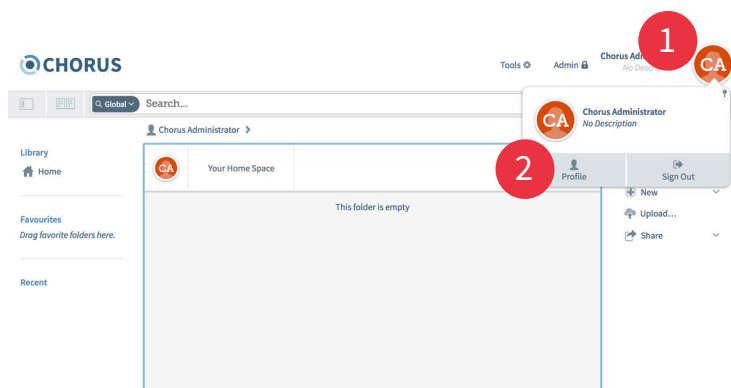 1
CHORUS
Tools
Admin
Chorus Adm
No Descrip
CA
Global
Search...
CA
Chorus Administrator
No Description
Chorus Administrator
2
Profile
Sign Out
Library
Home
CA
Your Home Space
New
This folder is empty
Upload...
Favourites
Drag favorite folders here.
Share
Recent